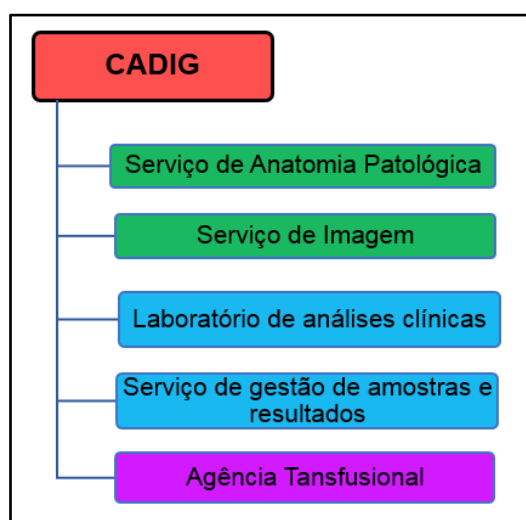 CADIG
Serviço de Anatomia Patológica
Serviço de Imagem
Laboratório de análises clínicas
Serviço de gestão de amostras e
resultados
Agência Tansfusional